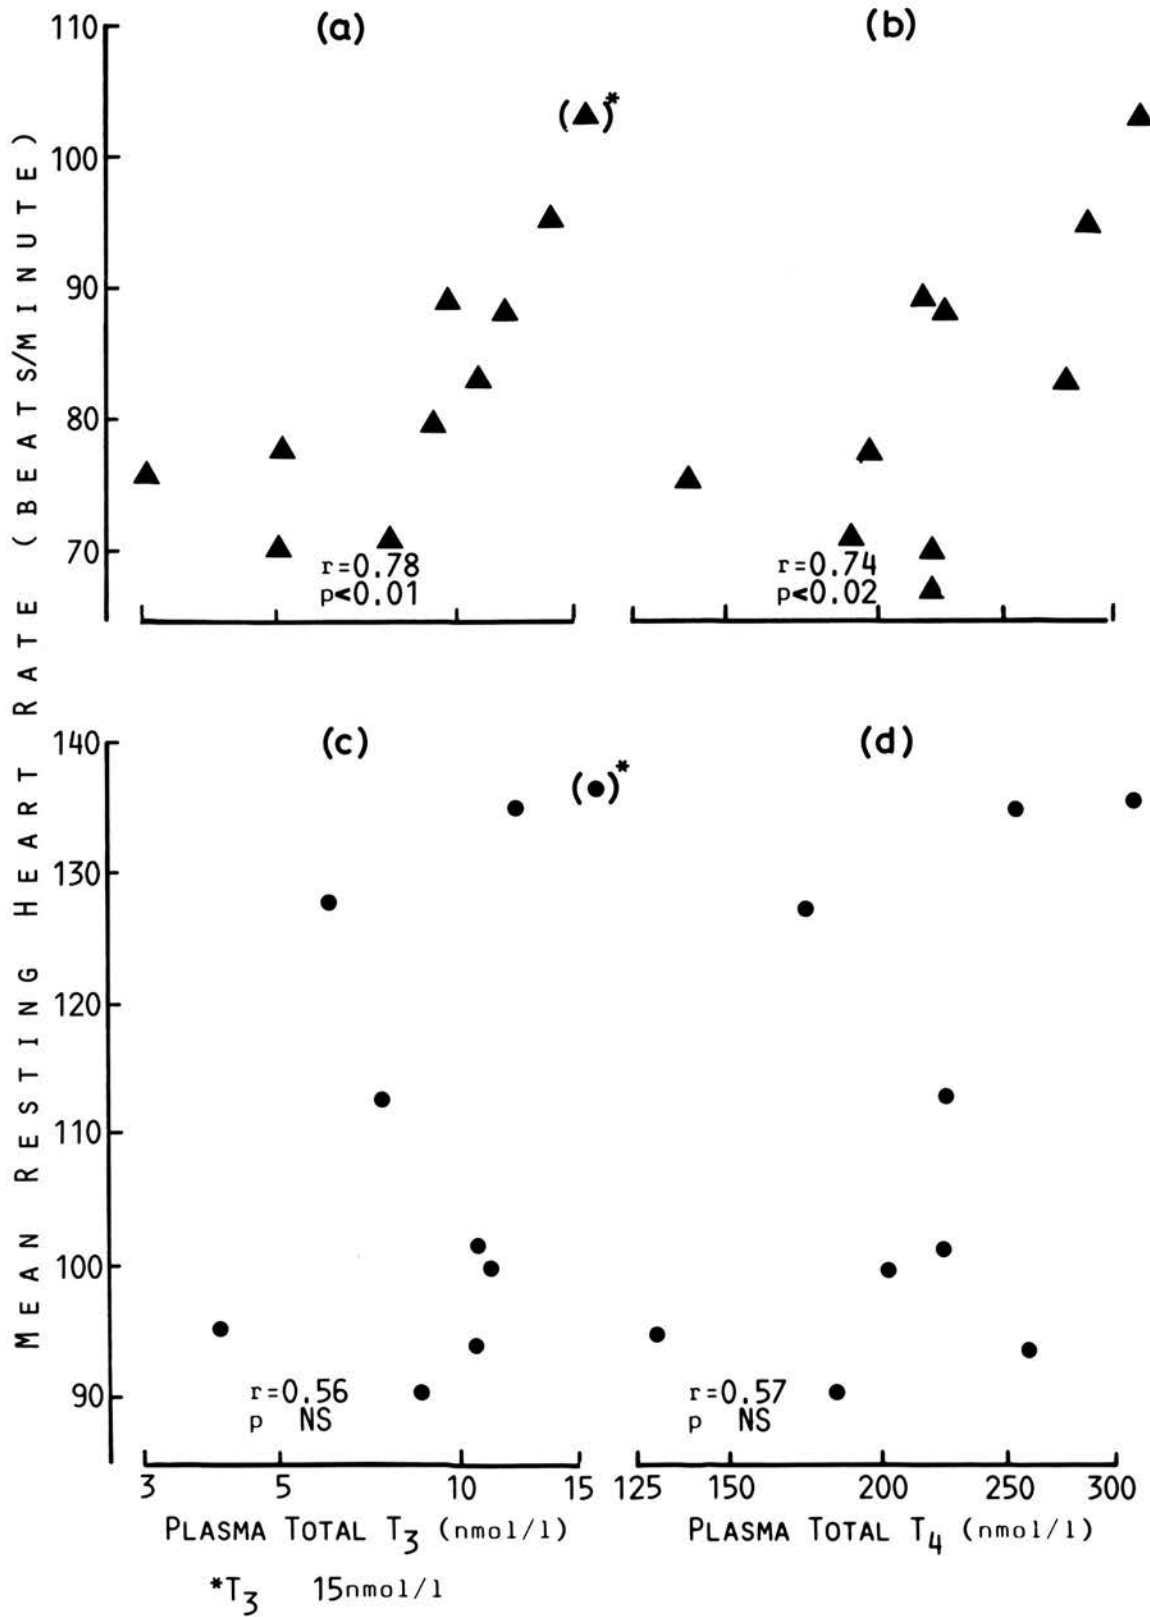 (a) (b)
110
( )*
100
90
80
70
r=0.78 r=0.74
p<0.01 p<0.02
MEAN RESTING HEART RATE (BEATS/MINUTE)
(c) (d)
140
( )*
130
120
110
100
90
r=0.56 r=0.57
p NS p NS
3 5 10 15 125 150 200 250 300
PLASMA TOTAL T3 (nmol/l) PLASMA TOTAL T4 (nmol/l)
*T3 15nmol/l